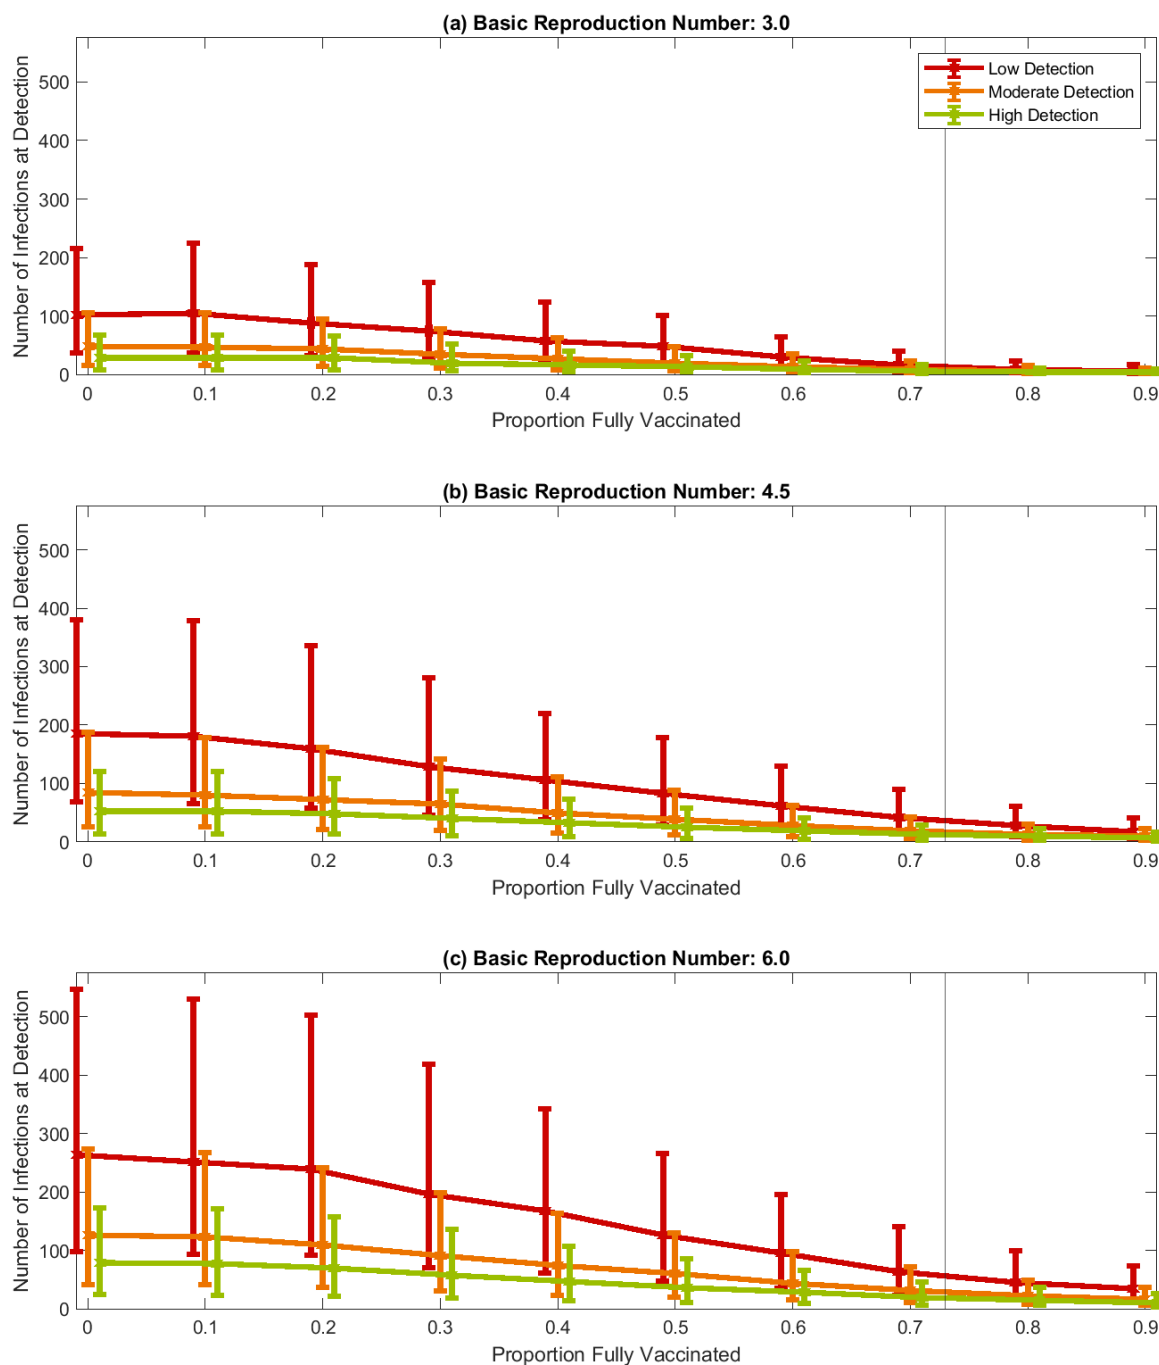 (a) Basic Reproduction Number: 3.0
Low Detection
Moderate Detection
High Detection
Number of Infections at Detection
500
400
300
200
100
0
0 0.1 0.2 0.3 0.4 0.5 0.6 0.7 0.8 0.9
Proportion Fully Vaccinated
(b) Basic Reproduction Number: 4.5
Number of Infections at Detection
500
400
300
200
100
0
0 0.1 0.2 0.3 0.4 0.5 0.6 0.7 0.8 0.9
Proportion Fully Vaccinated
(c) Basic Reproduction Number: 6.0
Number of Infections at Detection
500
400
300
200
100
0
0 0.1 0.2 0.3 0.4 0.5 0.6 0.7 0.8 0.9
Proportion Fully Vaccinated